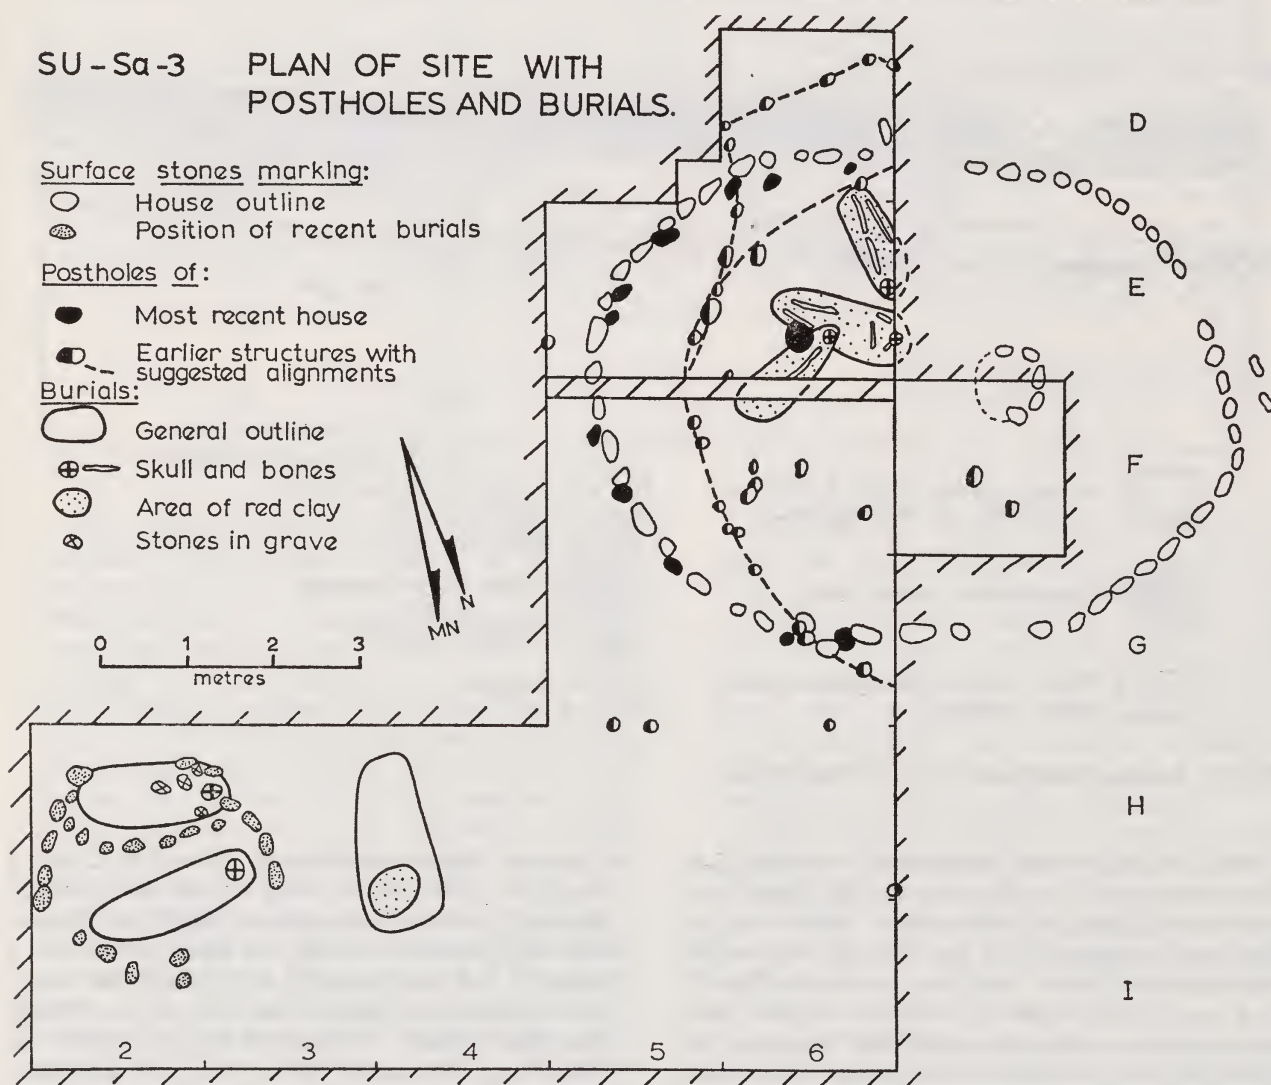 SU-Sa-3 PLAN OF SITE WITH
POSTHOLES AND BURIALS.
Surface stones marking:
House outline
Position of recent burials
Postholes of:
Most recent house
Earlier structures with
suggested alignments
Burials:
General outline
Skull and bones
Area of red clay
Stones in grave
N
MN
0 1 2 3
metres
D
E
F
G
H
I
2 3 4 5 6